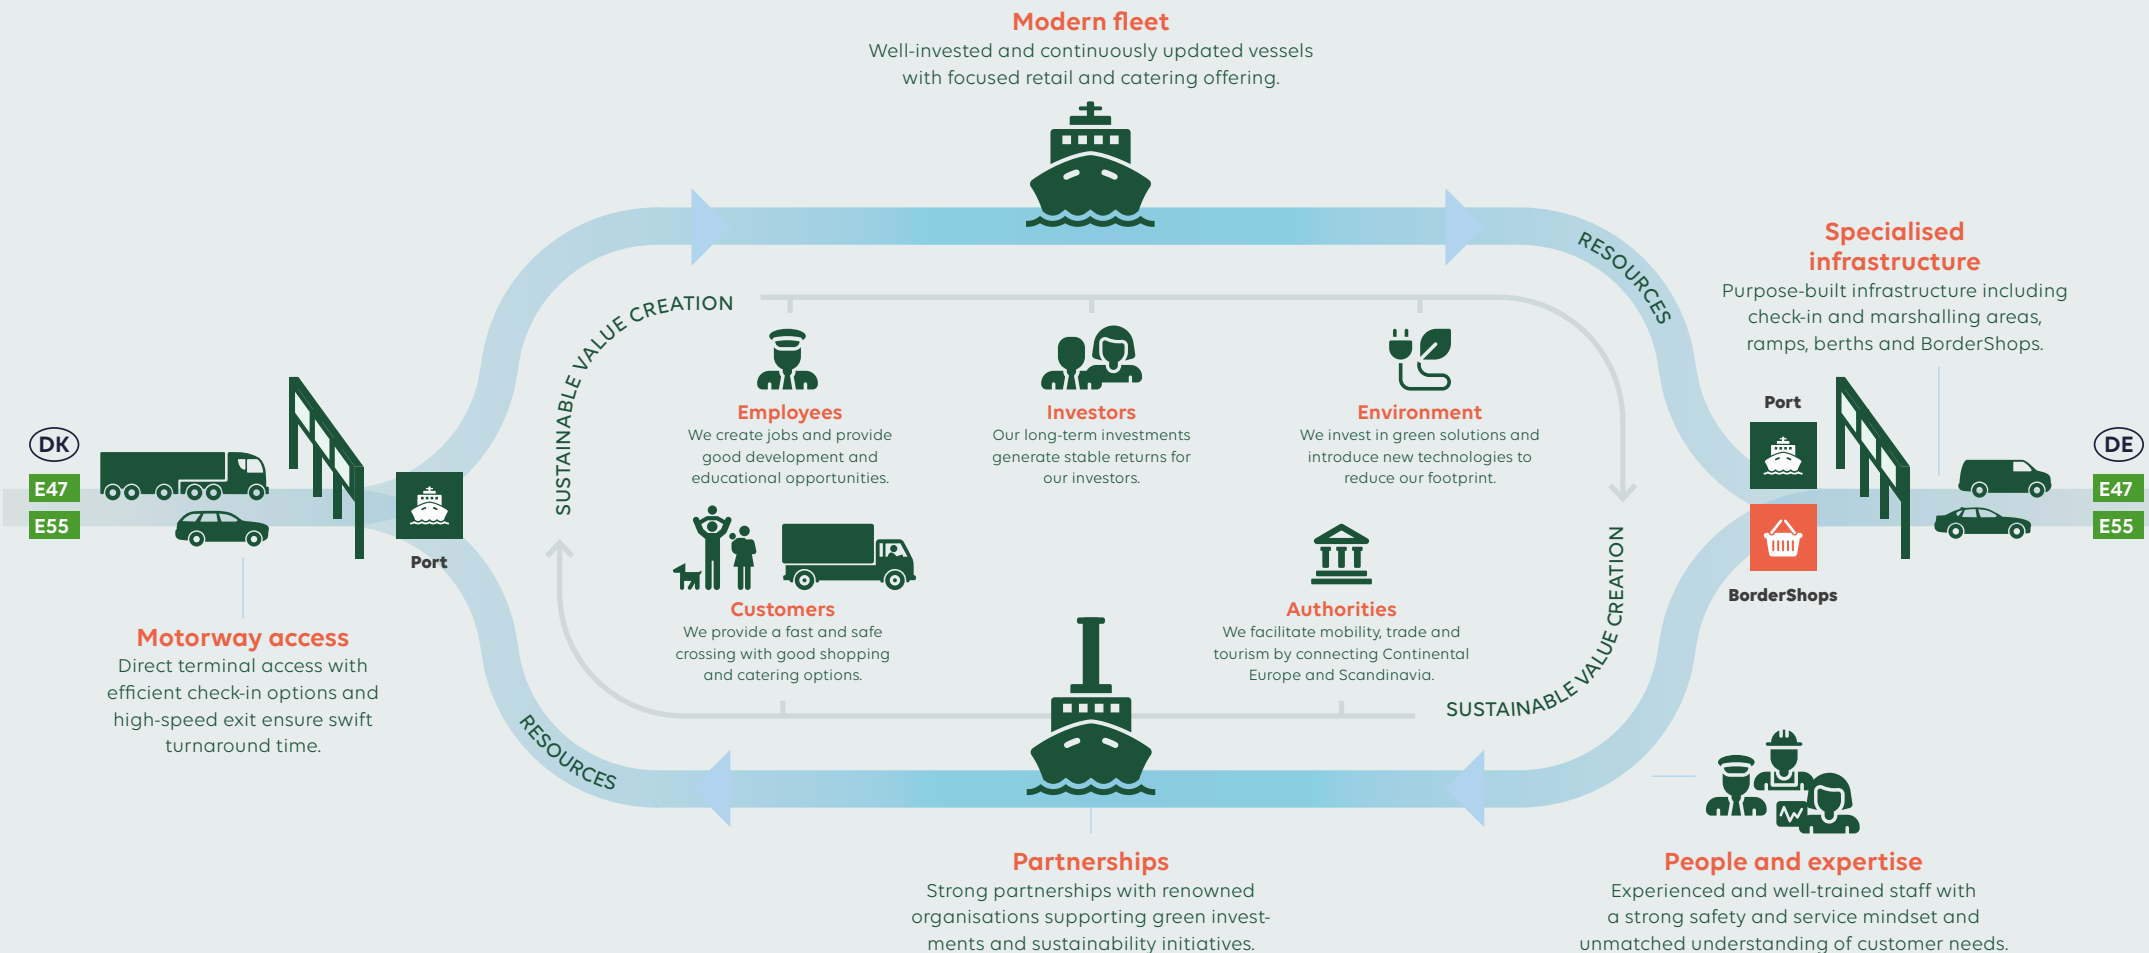 Modern fleet
Well-invested and continuously updated vessels
with focused retail and catering offering.
RESOURCES
Specialised
infrastructure
Purpose-built infrastructure including
check-in and marshalling areas,
ramps, berths and BorderShops.
SUSTAINABLE VALUE CREATION
Employees
We create jobs and provide
good development and
educational opportunities.
Investors
Our long-term investments
generate stable returns for
our investors.
Environment
We invest in green solutions and
introduce new technologies to
reduce our footprint.
Customers
We provide a fast and safe
crossing with good shopping
and catering options.
Authorities
We facilitate mobility, trade and
tourism by connecting Continental
Europe and Scandinavia.
SUSTAINABLE VALUE CREATION
DK
E47
E55
Port
Port
BorderShops
DE
E47
E55
Motorway access
Direct terminal access with
efficient check-in options and
high-speed exit ensure swift
turnaround time.
RESOURCES
Partnerships
Strong partnerships with renowned
organisations supporting green invest-
ments and sustainability initiatives.
People and expertise
Experienced and well-trained staff with
a strong safety and service mindset and
unmatched understanding of customer needs.